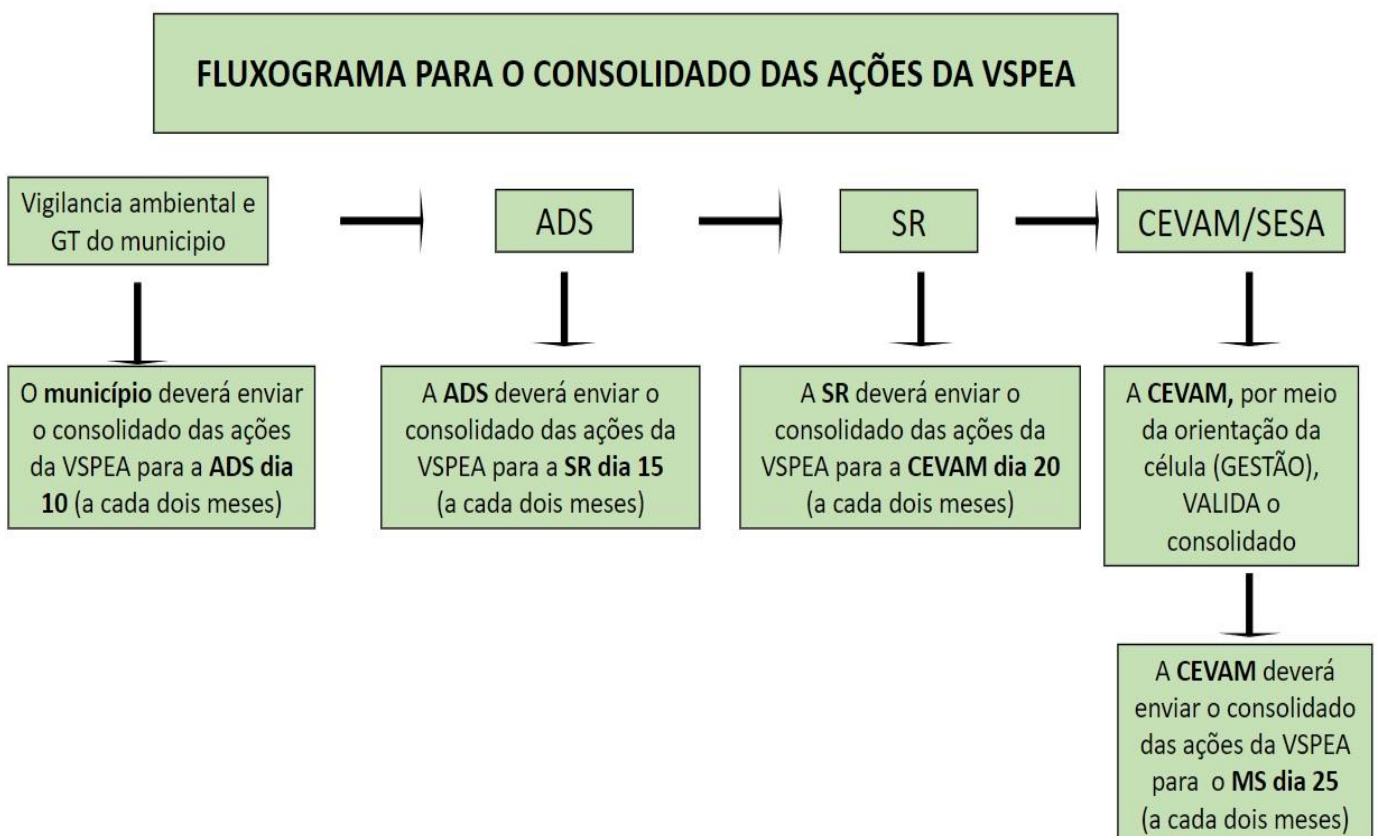 FLUXOGRAMA PARA O CONSOLIDADO DAS AÇÕES DA VSPEA
Vigilancia ambiental e
GT do municipio
ADS
SR
CEVAM/SESA
O município deverá enviar
o consolidado das ações
da VSPEA para a ADS dia
10 (a cada dois meses)
A ADS deverá enviar o
consolidado das ações da
VSPEA para a SR dia 15
(a cada dois meses)
A SR deverá enviar o
consolidado das ações da
VSPEA para a CEVAM dia 20
(a cada dois meses)
A CEVAM, por meio
da orientação da
célula (GESTÃO),
VALIDA o
consolidado
A CEVAM deverá
enviar o consolidado
das ações da VSPEA
para o MS dia 25
(a cada dois meses)